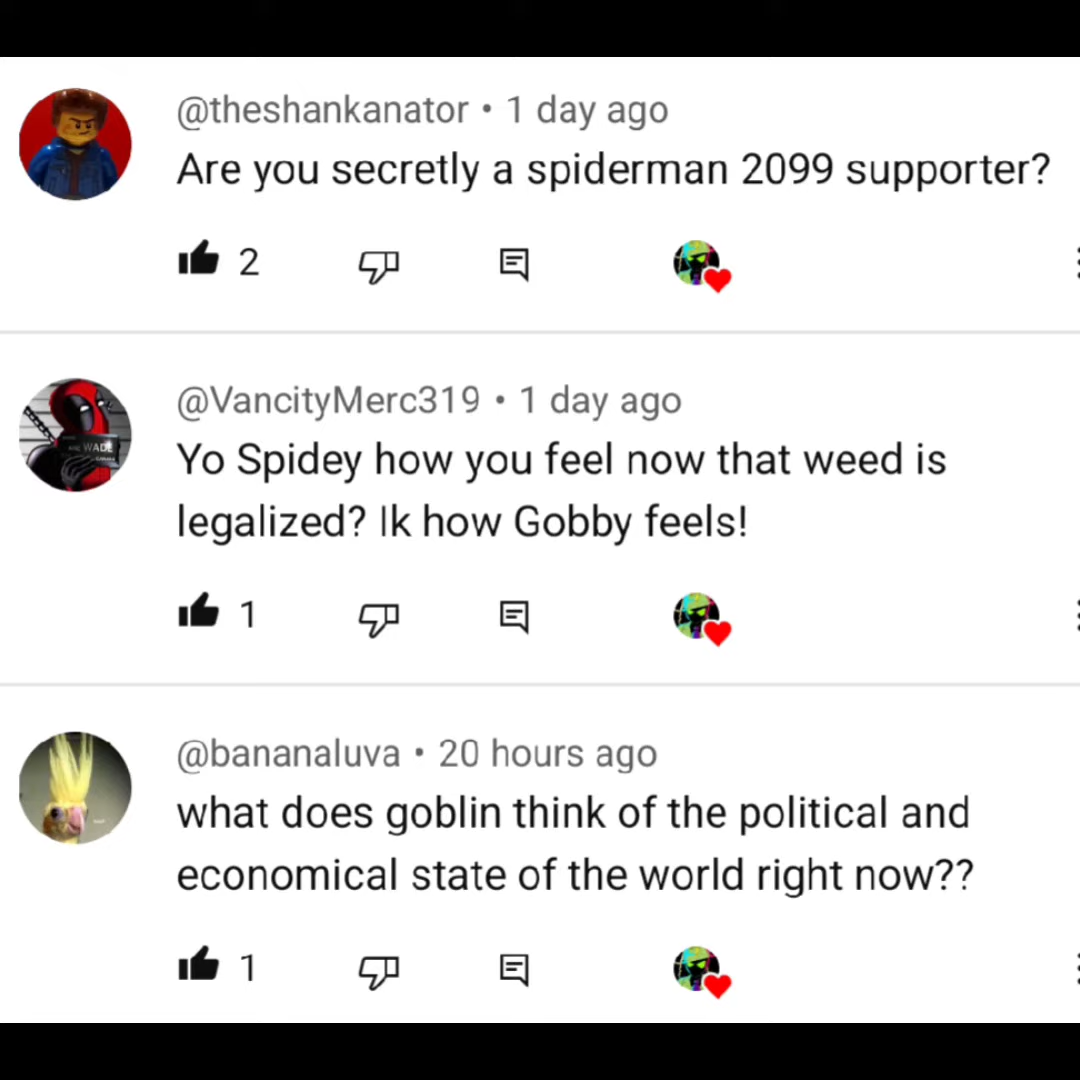 @theshankanator • 1 day ago
Are you secretly a spiderman 2099 supporter?
2
@VancityMerc319 • 1 day ago
WADE
Yo Spidey how you feel now that weed is
legalized? Ik how Gobby feels!
1
@bananaluva • 20 hours ago
what does goblin think of the political and
economical state of the world right now??
1